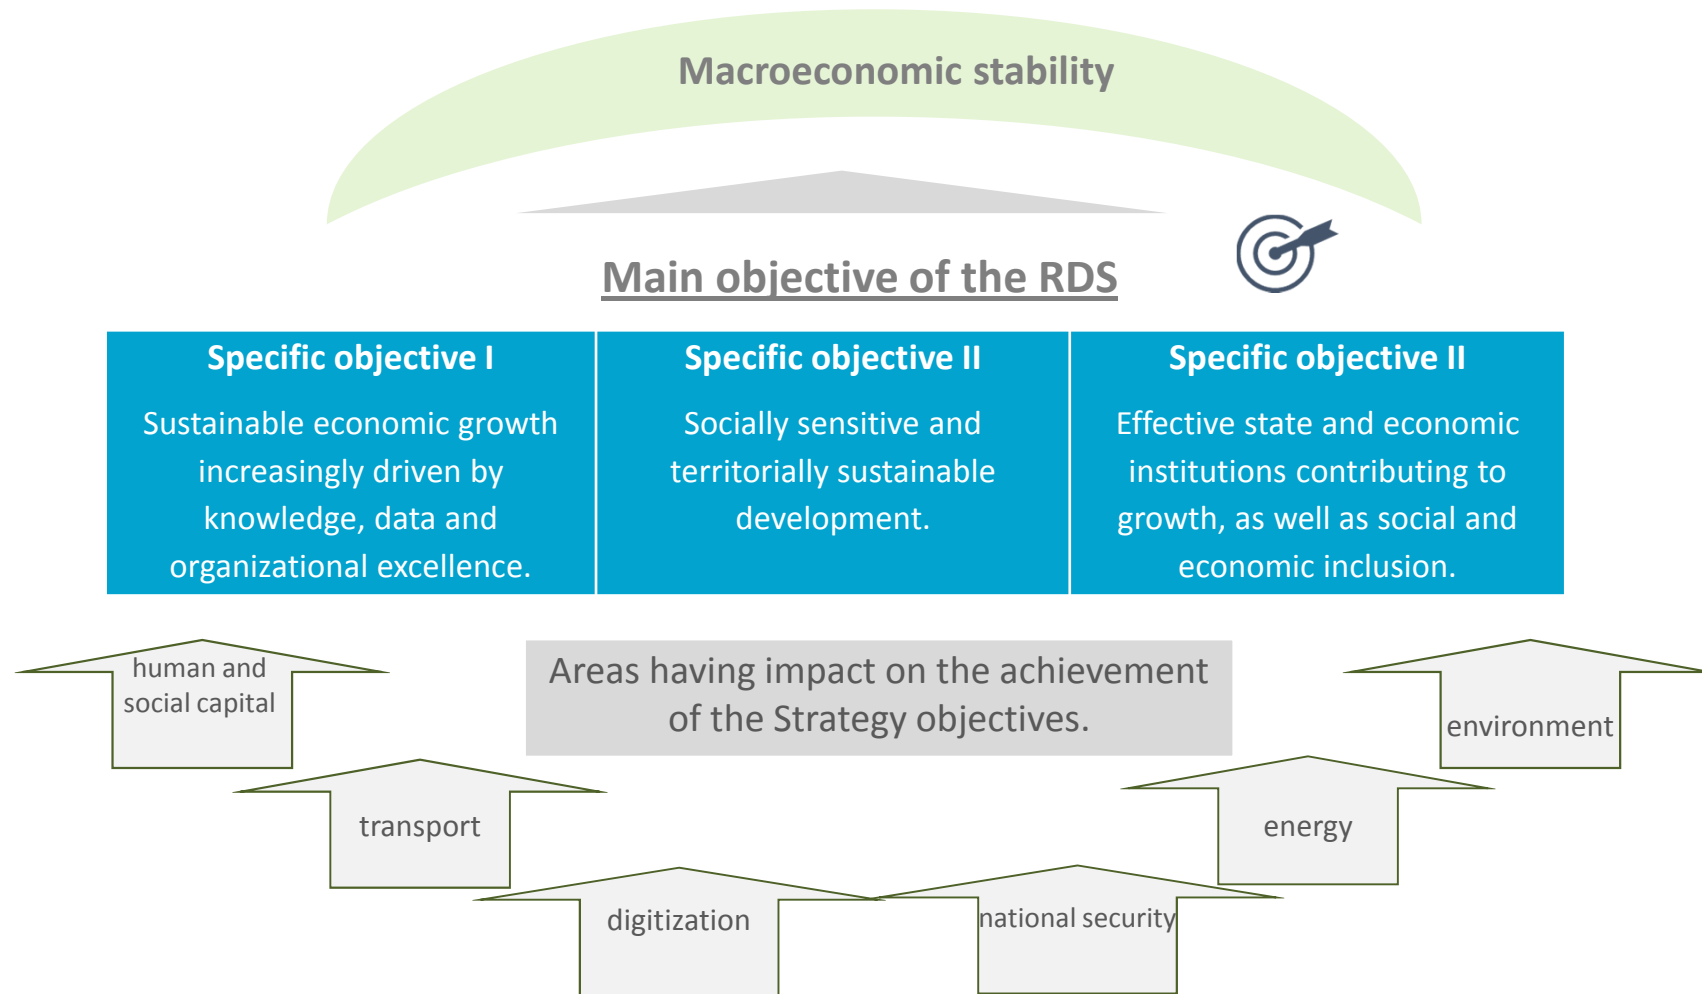 Macroeconomic stability
Main objective of the RDS
Specific objective I
Sustainable economic growth
increasingly driven by
knowledge, data and
organizational excellence.
Specific objective II
Socially sensitive and
territorially sustainable
development.
Specific objective II
Effective state and economic
institutions contributing to
growth, as well as social and
economic inclusion.
human and
social capital
Areas having impact on the achievement
of the Strategy objectives.
environment
transport
energy
digitization
national security